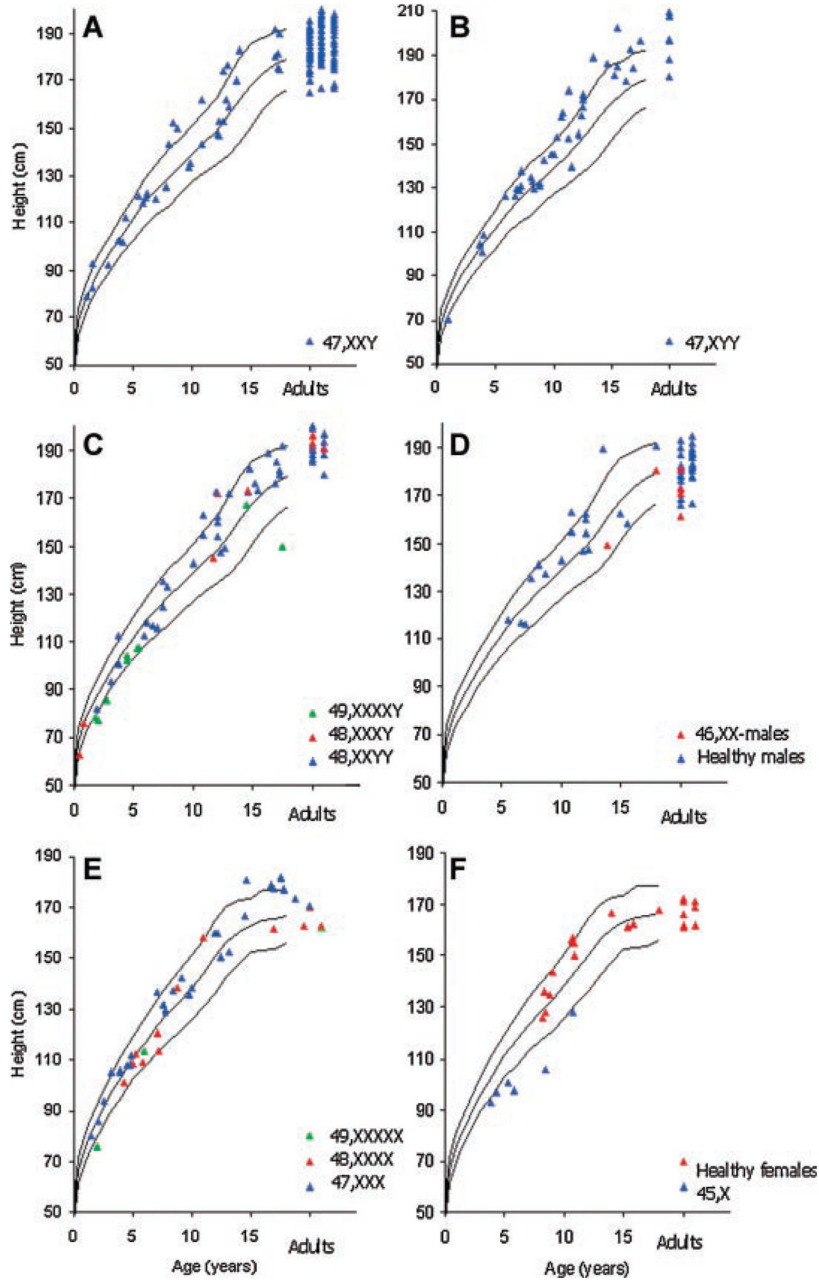 A
B
190
170
150
130
110
90
70
50
Height (cm)
47,XXY
0 5 10 15 Adults
210
190
170
150
130
110
90
70
50
47,XYY
0 5 10 15 Adults
C
D
190
170
150
130
110
90
70
50
Height (cm)
49,XXXXY
48,XXXY
48,XXYY
0 5 10 15 Adults
190
170
150
130
110
90
70
50
46,XX-males
Healthy males
0 5 10 15 Adults
E
F
190
170
150
130
110
90
70
50
Height (cm)
49,XXXXX
48,XXXX
47,XXX
0 5 10 15 Adults
Age (years)
190
170
150
130
110
90
70
50
Healthy females
45,X
0 5 10 15 Adults
Age (years)